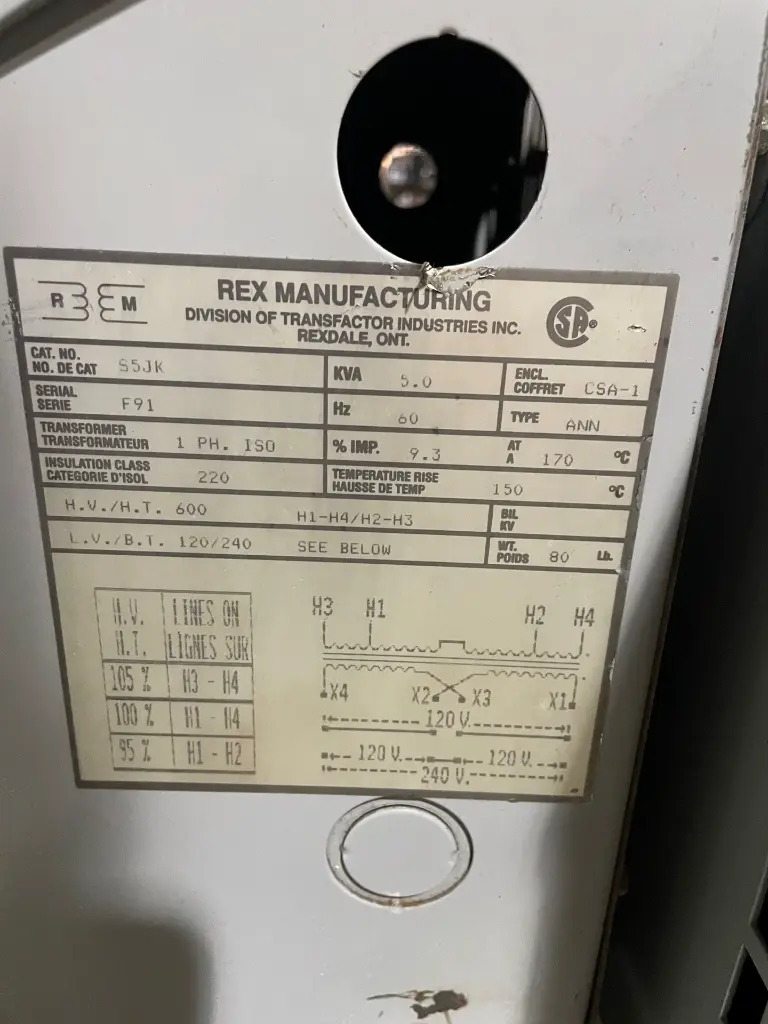 R M
REX MANUFACTURING
DIVISION OF TRANSFACTOR INDUSTRIES INC.
REXDALE, ONT.
SA®
CAT. NO.
NO. DE CAT S5JK
KVA 5.0
ENCL.
COFFRET CSA-1
SERIAL
SERIE F91
Hz 60
TYPE ANN
TRANSFORMER
TRANSFORMATEUR 1 PH. ISO
% IMP. 9.3
AT
A 170 °C
INSULATION CLASS
CATEGORIE D'ISOL 220
TEMPERATURE RISE
HAUSSE DE TEMP 150 °C
H.V./H.T. 600 H1-H4/H2-H3
BIL
KV
L.V./B.T. 120/240 SEE BELOW
WT.
POIDS 80 Lb.
H.V. LINES ON
H.T. LIGNES SUR
105 % H3 - H4
100 % H1 - H4
95 % H1 - H2
H3 H1 H2 H4
X4 X2 X3 X1
120 V.
120 V. 120 V.
240 V.